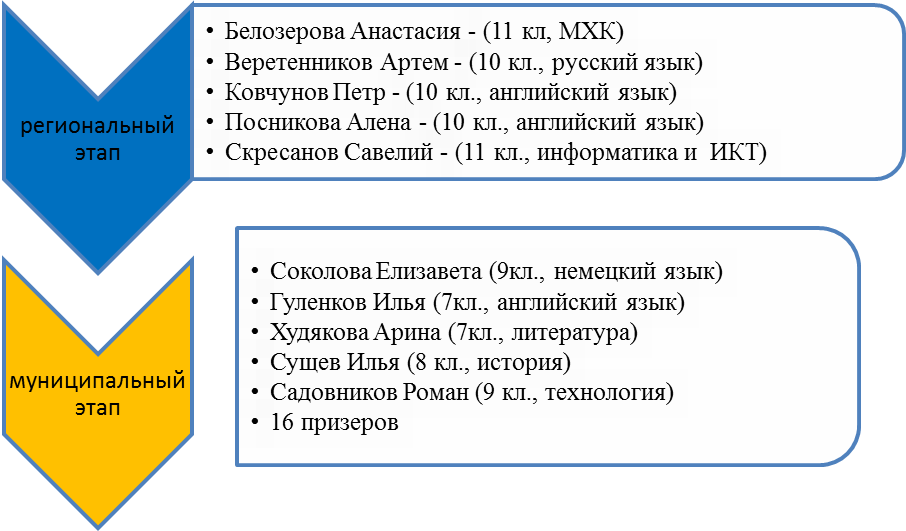 региональный
этап
• Белозерова Анастасия - (11 кл, МХК)
• Веретенников Артем - (10 кл., русский язык)
• Ковчунов Петр - (10 кл., английский язык)
• Посникова Алена - (10 кл., английский язык)
• Скресанов Савелий - (11 кл., информатика и ИКТ)
муниципальный
этап
• Соколова Елизавета (9кл., немецкий язык)
• Гуленков Илья (7кл., английский язык)
• Худякова Арина (7кл., литература)
• Сущев Илья (8 кл., история)
• Садовников Роман (9 кл., технология)
• 16 призеров